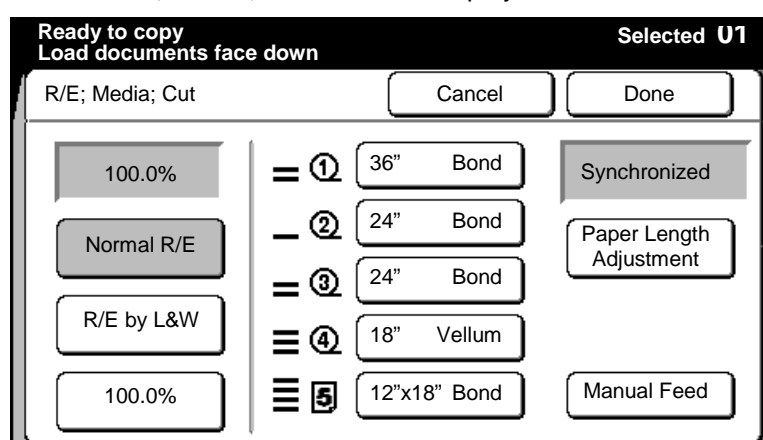 Ready to copy
Load documents face down
Selected 01
R/E; Media; Cut
Cancel
Done
100.0%
Normal R/E
R/E by L&W
100.0%
1 36” Bond
2 24” Bond
3 24” Bond
4 18” Vellum
5 12”x18” Bond
Synchronized
Paper Length
Adjustment
Manual Feed